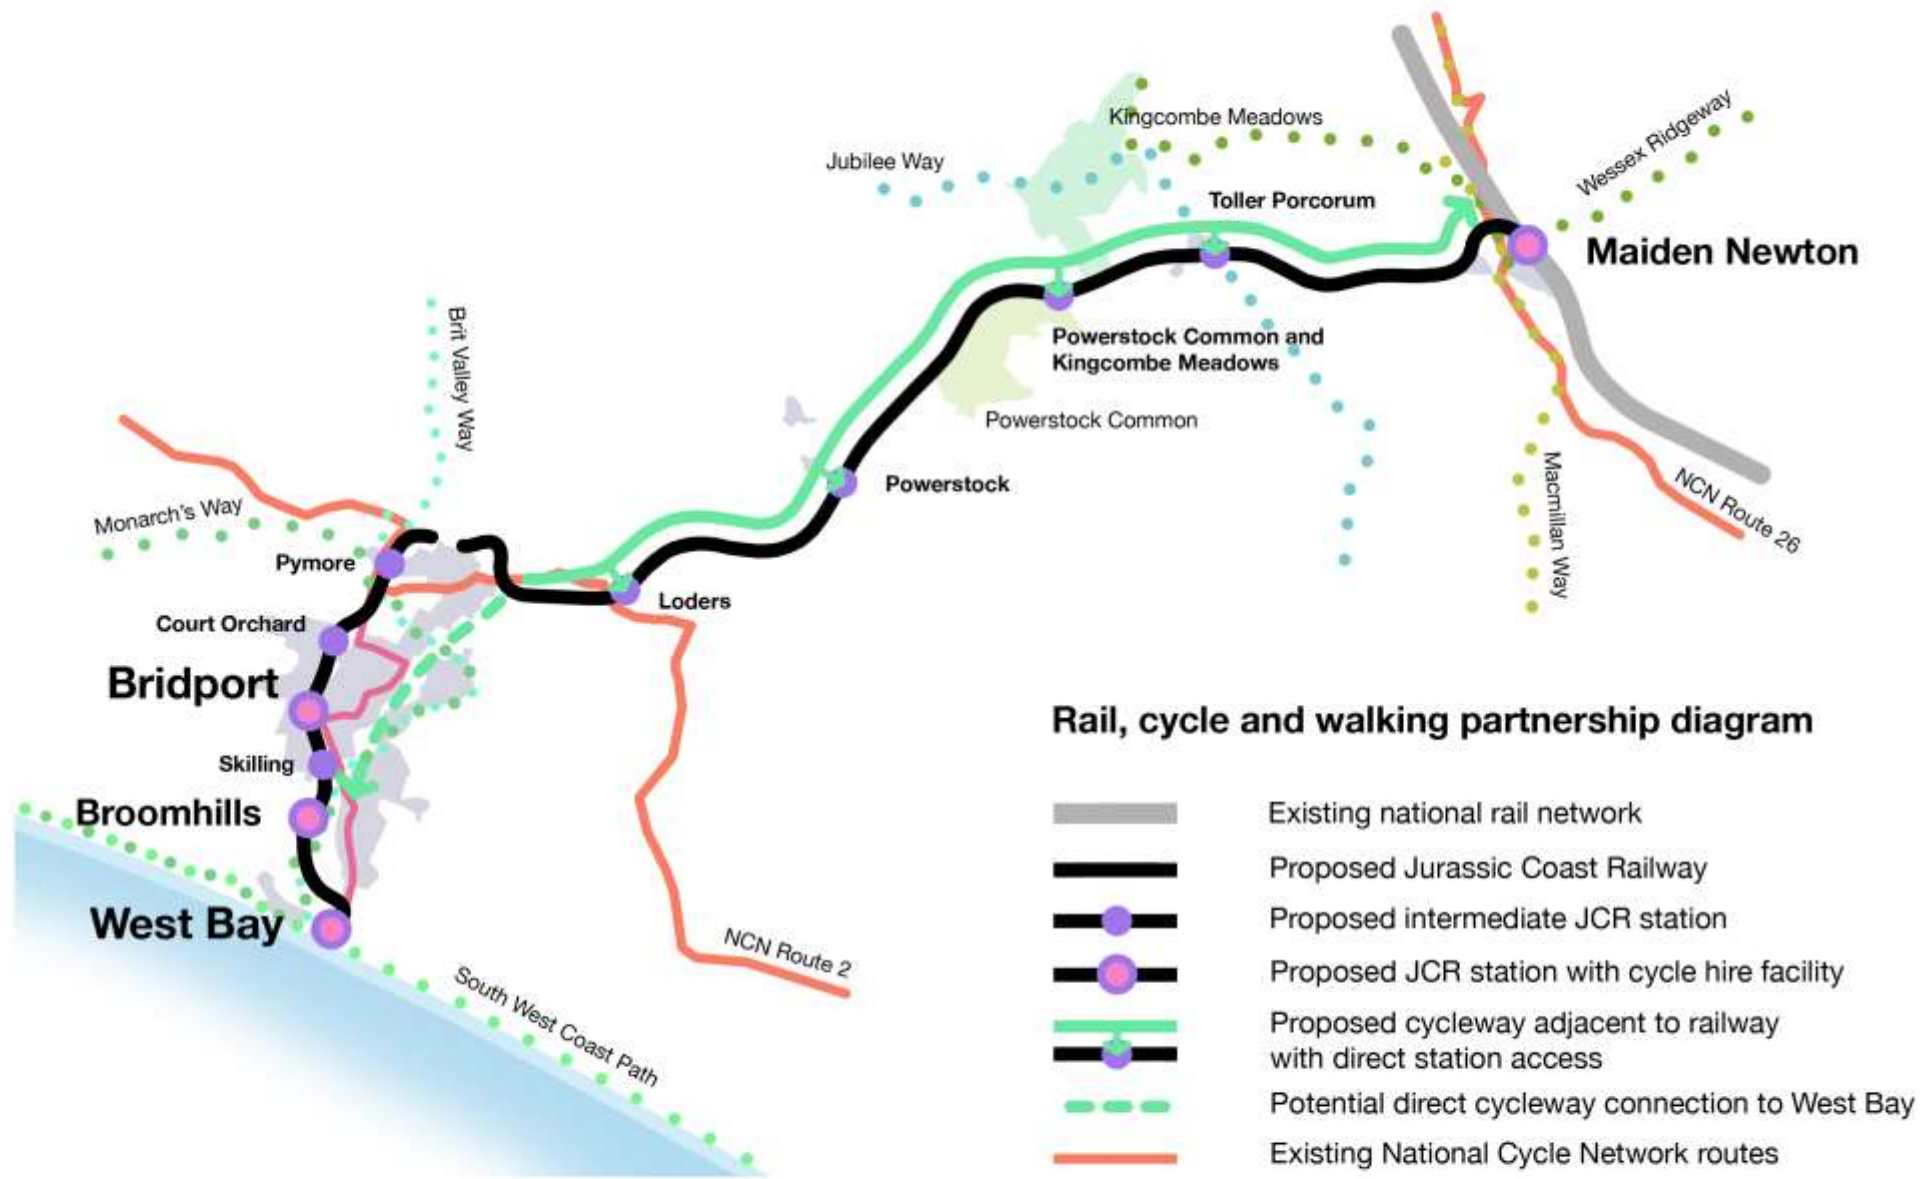 Kingcombe Meadows
Jubilee Way
Wessex Ridgeway
Toller Porcorum
Maiden Newton
Powerstock Common and
Kingcombe Meadows
Brit Valley Way
Powerstock Common
Powerstock
Macmillan Way
NCN Route 26
Monarch's Way
Pymore
Loders
Court Orchard
Bridport
Skilling
Broomhills
West Bay
NCN Route 2
South West Coast Path
Rail, cycle and walking partnership diagram
Existing national rail network
Proposed Jurassic Coast Railway
Proposed intermediate JCR station
Proposed JCR station with cycle hire facility
Proposed cycleway adjacent to railway
with direct station access
Potential direct cycleway connection to West Bay
Existing National Cycle Network routes